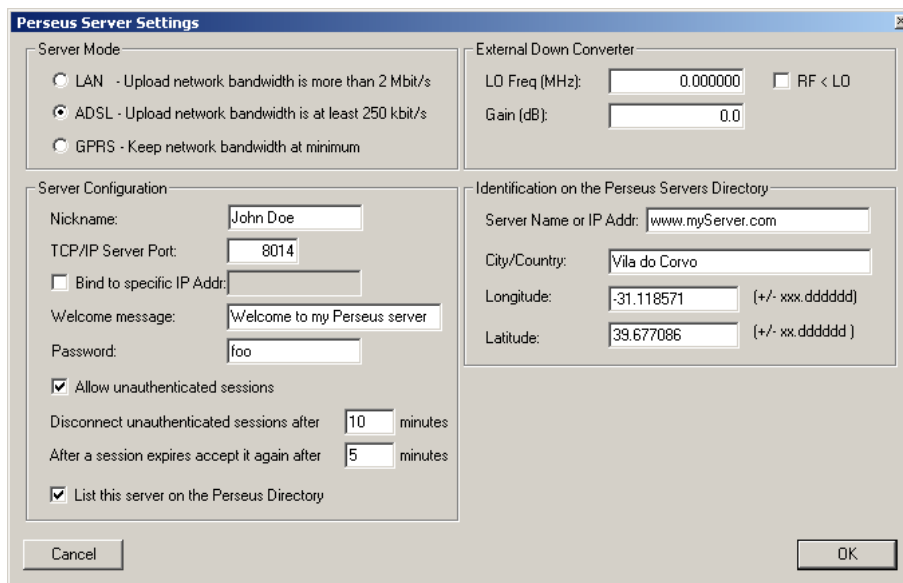 Perseus Server Settings
Server Mode
LAN - Upload network bandwidth is more than 2 Mbit/s
ADSL - Upload network bandwidth is at least 250 kbit/s
GPRS - Keep network bandwidth at minimum
External Down Converter
LO Freq (MHz): 0.000000 RF < LO
Gain (dB): 0.0
Server Configuration
Nickname: John Doe
TCP/IP Server Port: 8014
Bind to specific IP Addr:
Welcome message: Welcome to my Perseus server
Password: foo
Allow unauthenticated sessions
Disconnect unauthenticated sessions after 10 minutes
After a session expires accept it again after 5 minutes
List this server on the Perseus Directory
Identification on the Perseus Servers Directory
Server Name or IP Addr: www.myServer.com
City/Country: Vila do Corvo
Longitude: -31.118571 (+/- xxx.dddddd)
Latitude: 39.677086 (+/- xx.dddddd )
Cancel
OK